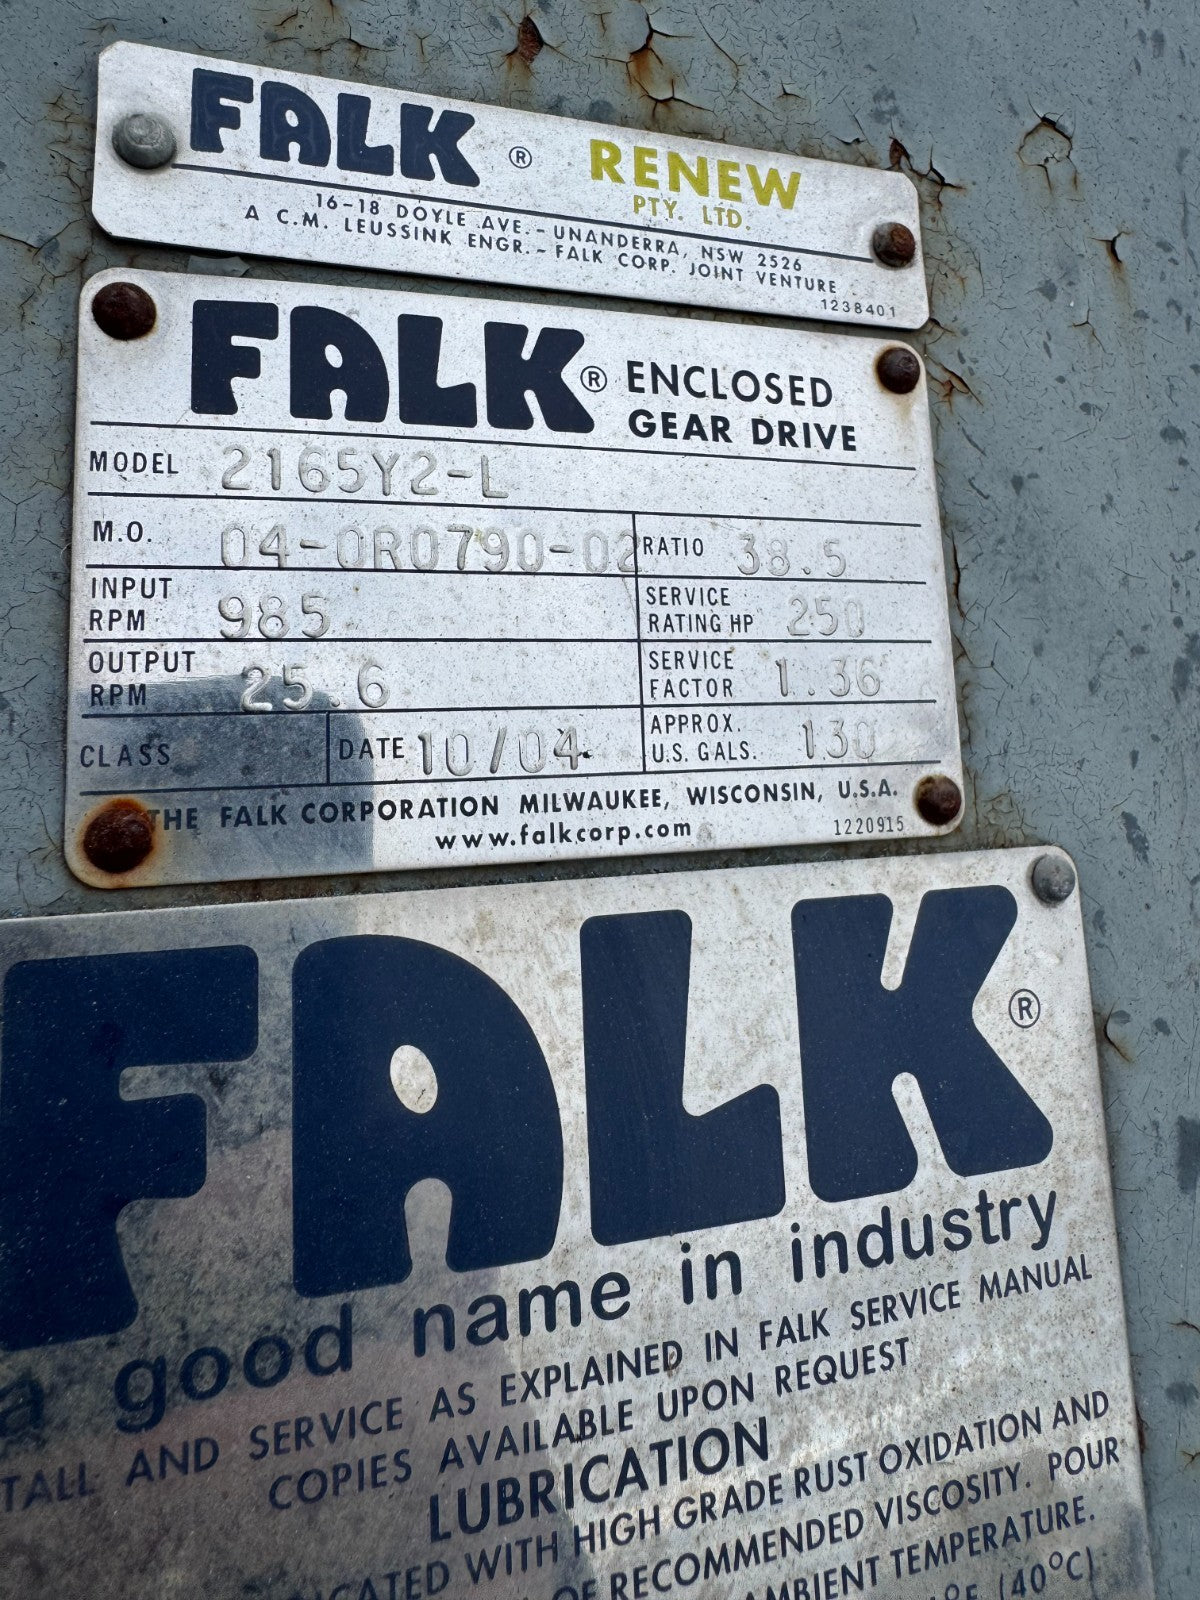 FALK ® RENEW
PTY. LTD.
16-18 DOYLE AVE. - UNANDERRA, NSW 2526
A C.M. LEUSSINK ENGR. - FALK CORP. JOINT VENTURE
1238401
FALK ® ENCLOSED
GEAR DRIVE
MODEL 2165Y2-L
M.O. 04-0R0790-02 RATIO 38.5
INPUT RPM 985 SERVICE RATING HP 250
OUTPUT RPM 25.6 SERVICE FACTOR 1.36
CLASS DATE 10/04 APPROX. U.S. GALS. 130
THE FALK CORPORATION MILWAUKEE, WISCONSIN, U.S.A.
www.falkcorp.com 1220915
FALK ®
a good name in industry
TALL AND SERVICE AS EXPLAINED IN FALK SERVICE MANUAL
COPIES AVAILABLE UPON REQUEST
LUBRICATION
ICATED WITH HIGH GRADE RUST OXIDATION AND
OF RECOMMENDED VISCOSITY. POUR
AMBIENT TEMPERATURE.
°F (40°C)